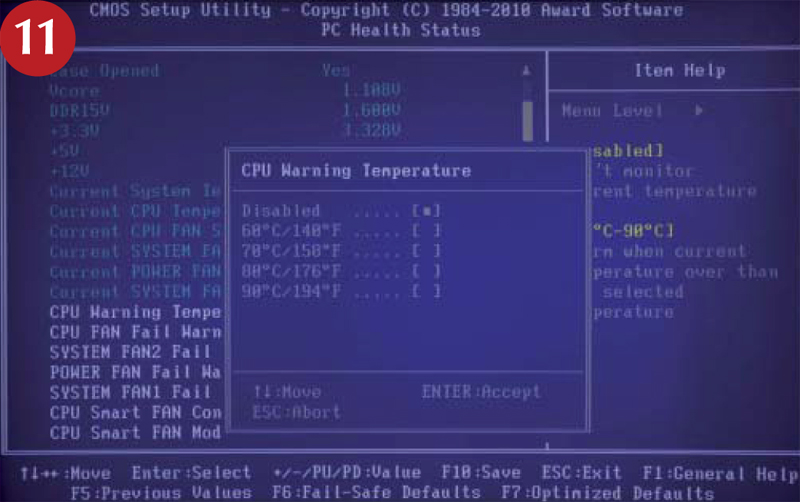 11
CMOS Setup Utility - Copyright (C) 1984-2010 Award Software
PC Health Status
Case Opened Yes
Vcore 1.108V
DDR15V 1.600V
+3.3V 3.328V
+5V
+12V
Current System Te
Current CPU Tempe
Current CPU FAN S
Current SYSTEM FA
Current POWER FAN
Current SYSTEM FA
CPU Warning Tempe
CPU FAN Fail Warn
SYSTEM FAN2 Fail
POWER FAN Fail Wa
SYSTEM FAN1 Fail
CPU Smart FAN Con
CPU Smart FAN Mod
CPU Warning Temperature
Disabled ..... [■]
60°C/140°F ..... [ ]
70°C/158°F ..... [ ]
80°C/176°F ..... [ ]
90°C/194°F ..... [ ]
↑↓:Move ENTER:Accept
ESC:Abort
Item Help
Menu Level ▶
sabled]
't monitor
rent temperature
°C-90°C]
rm when current
perature over than
selected
perature
↑↓→←:Move Enter:Select +/-/PU/PD:Value F10:Save ESC:Exit F1:General Help
F5:Previous Values F6:Fail-Safe Defaults F7:Optimized Defaults